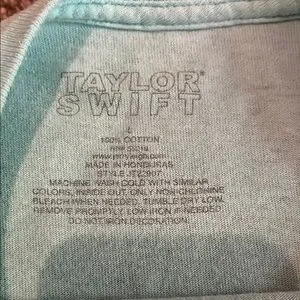 TAYLOR®
SWIFT
L
100% COTTON
MADE IN HONDURAS
MACHINE WASH COLD WITH SIMILAR
COLORS, INSIDE OUT, ONLY NON-CHLORINE
BLEACH WHEN NEEDED. TUMBLE DRY LOW.
REMOVE PROMPTLY. LOW IRON IF NEEDED.
DO NOT IRON DECORATION.